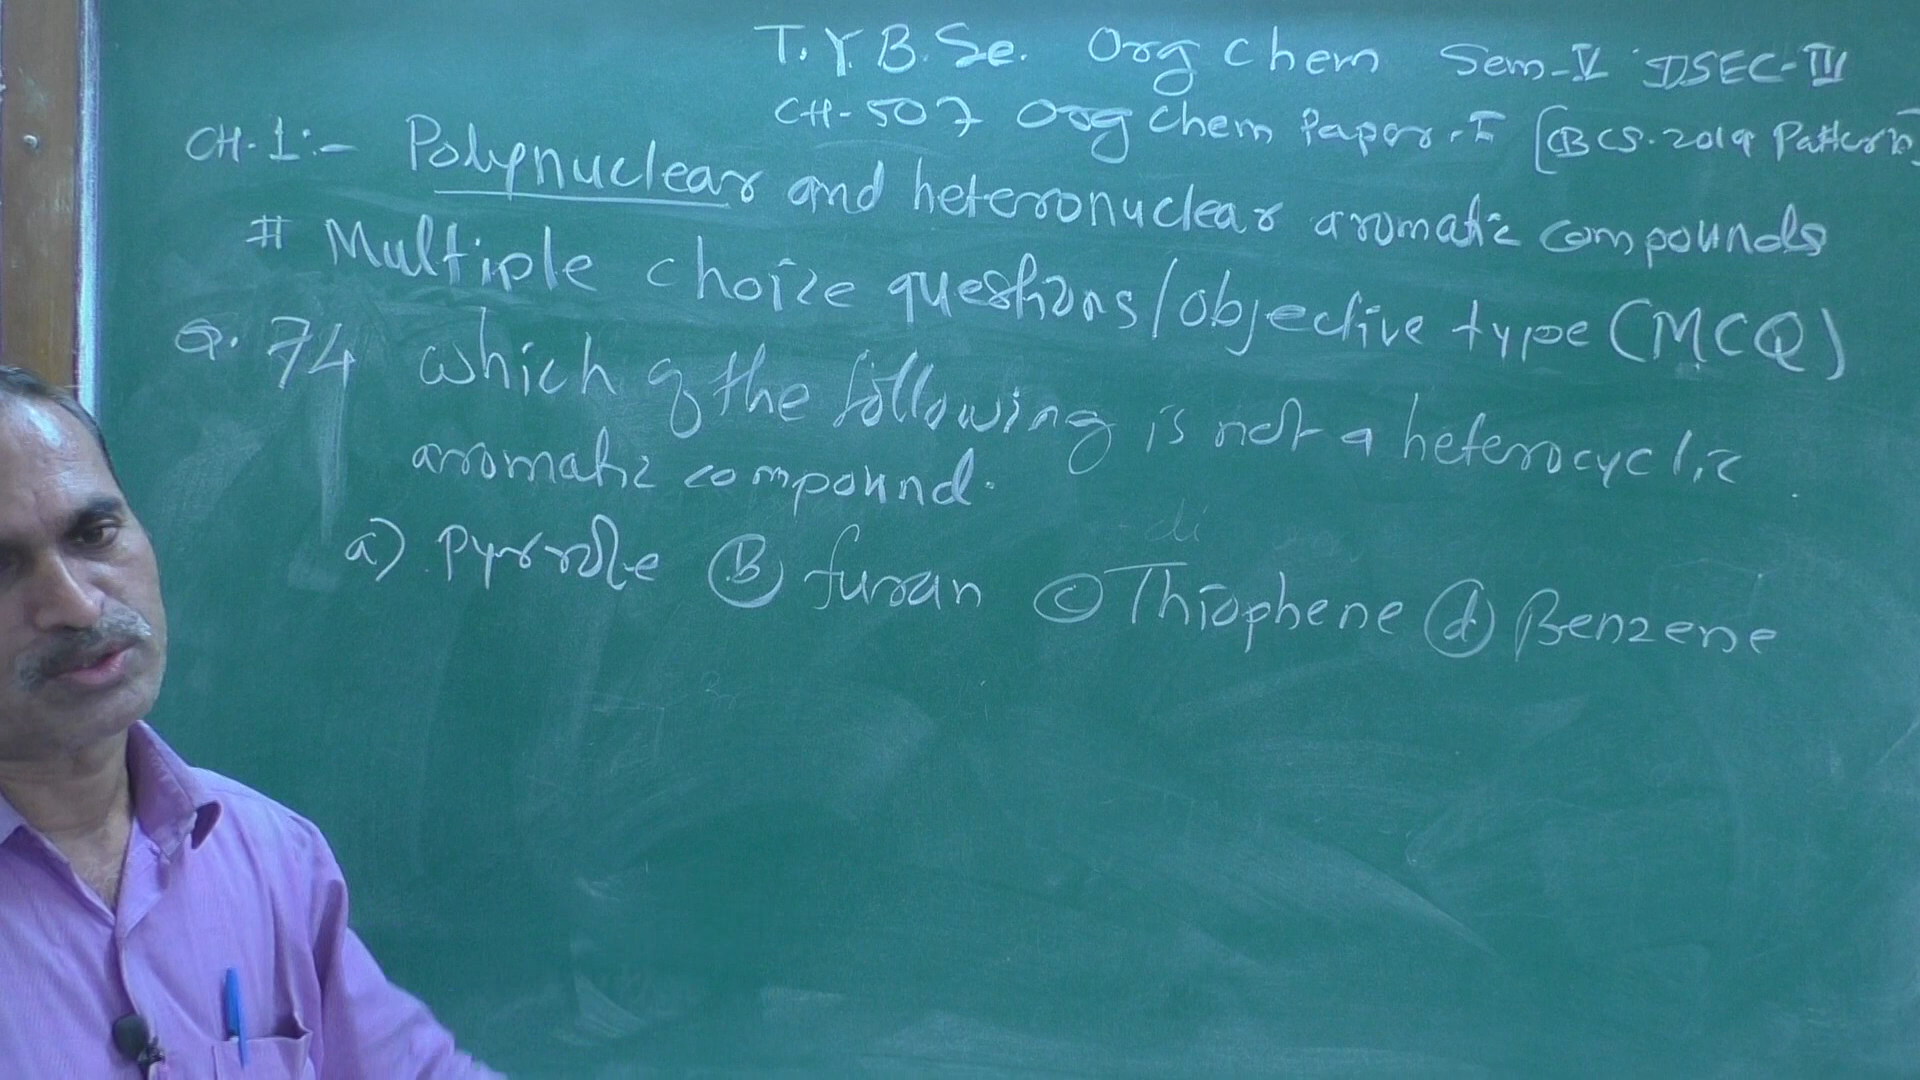 T.Y.B.Sc. Org Chem Sem-V DSEC-III
CH-507 Org Chem Paper-I [CBCS-2019 Pattern]
CH.1:- Polynuclear and heteronuclear aromatic compounds
# Multiple choice questions/objective type (MCQ)
Q. 74 which of the following is not a heterocyclic
aromatic compound.
a) pyrrole (B) furan (C) Thiophene (d) Benzene